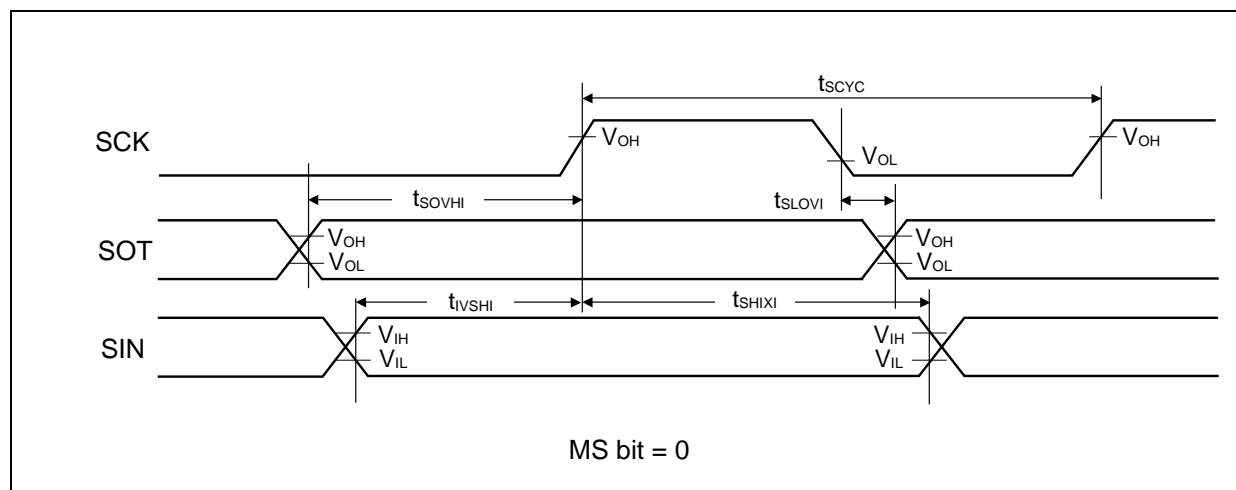 tSCYC
SCK
VOH
VOL
VOH
tSOVHI
tSLOVI
SOT
VOH
VOL
VOH
VOL
tIVSHI
tSHIXI
SIN
VIH
VIL
VIH
VIL
MS bit = 0